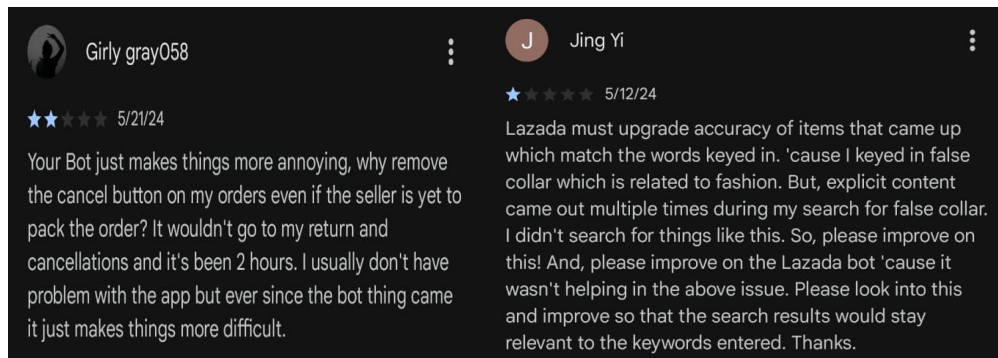 Girly gray058
5/21/24
Your Bot just makes things more annoying, why remove
the cancel button on my orders even if the seller is yet to
pack the order? It wouldn't go to my return and
cancellations and it's been 2 hours. I usually don't have
problem with the app but ever since the bot thing came
it just makes things more difficult.
J
Jing Yi
5/12/24
Lazada must upgrade accuracy of items that came up
which match the words keyed in. 'cause I keyed in false
collar which is related to fashion. But, explicit content
came out multiple times during my search for false collar.
I didn't search for things like this. So, please improve on
this! And, please improve on the Lazada bot 'cause it
wasn't helping in the above issue. Please look into this
and improve so that the search results would stay
relevant to the keywords entered. Thanks.